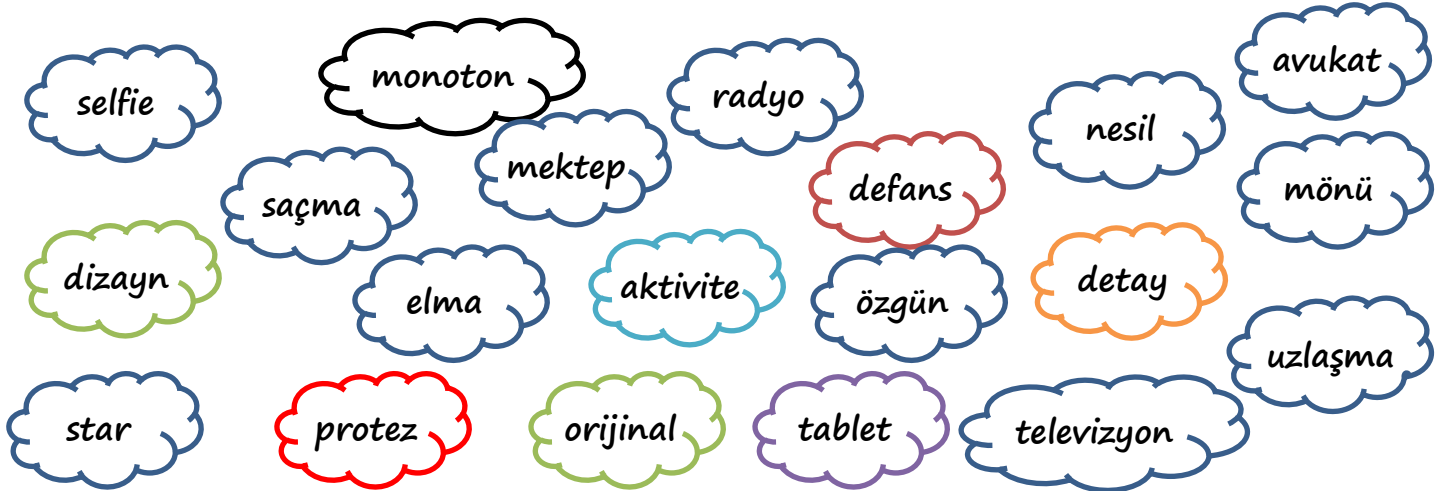 selfie
monoton
radyo
avukat
nesil
mektep
defans
mönü
saçma
dizayn
elma
aktivite
özgün
detay
uzlaşma
star
protez
orijinal
tablet
televizyon